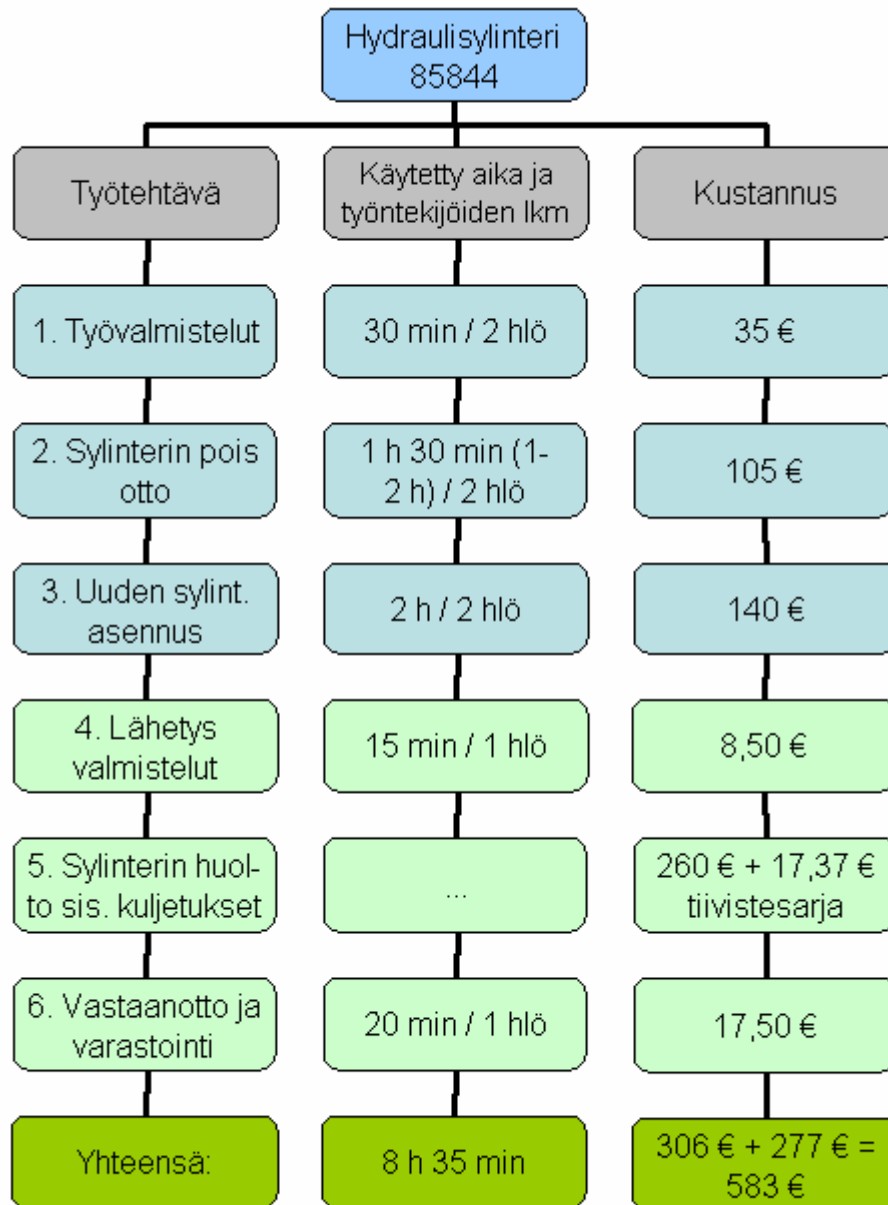 Hydraulisylinteri
85844
Työtehtävä
Käytetty aika ja
työntekijöiden lkm
Kustannus
1. Työvalmistelut
30 min / 2 hlö
35 €
2. Sylinterin pois
otto
1 h 30 min (1-
2 h) / 2 hlö
105 €
3. Uuden sylint.
asennus
2 h / 2 hlö
140 €
4. Lähetys
valmistelut
15 min / 1 hlö
8,50 €
5. Sylinterin huol-
to sis. kuljetukset
...
260 € + 17,37 €
tiivistesarja
6. Vastaanotto ja
varastointi
20 min / 1 hlö
17,50 €
Yhteensä:
8 h 35 min
306 € + 277 € =
583 €